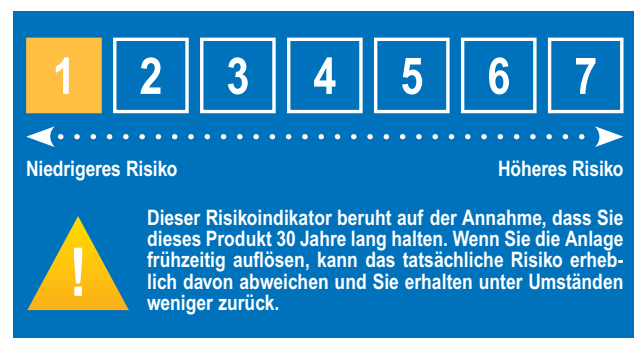 1 2 3 4 5 6 7
Niedrigeres Risiko Höheres Risiko
!
Dieser Risikoindikator beruht auf der Annahme, dass Sie
dieses Produkt 30 Jahre lang halten. Wenn Sie die Anlage
frühzeitig auflösen, kann das tatsächliche Risiko erheb-
lich davon abweichen und Sie erhalten unter Umständen
weniger zurück.